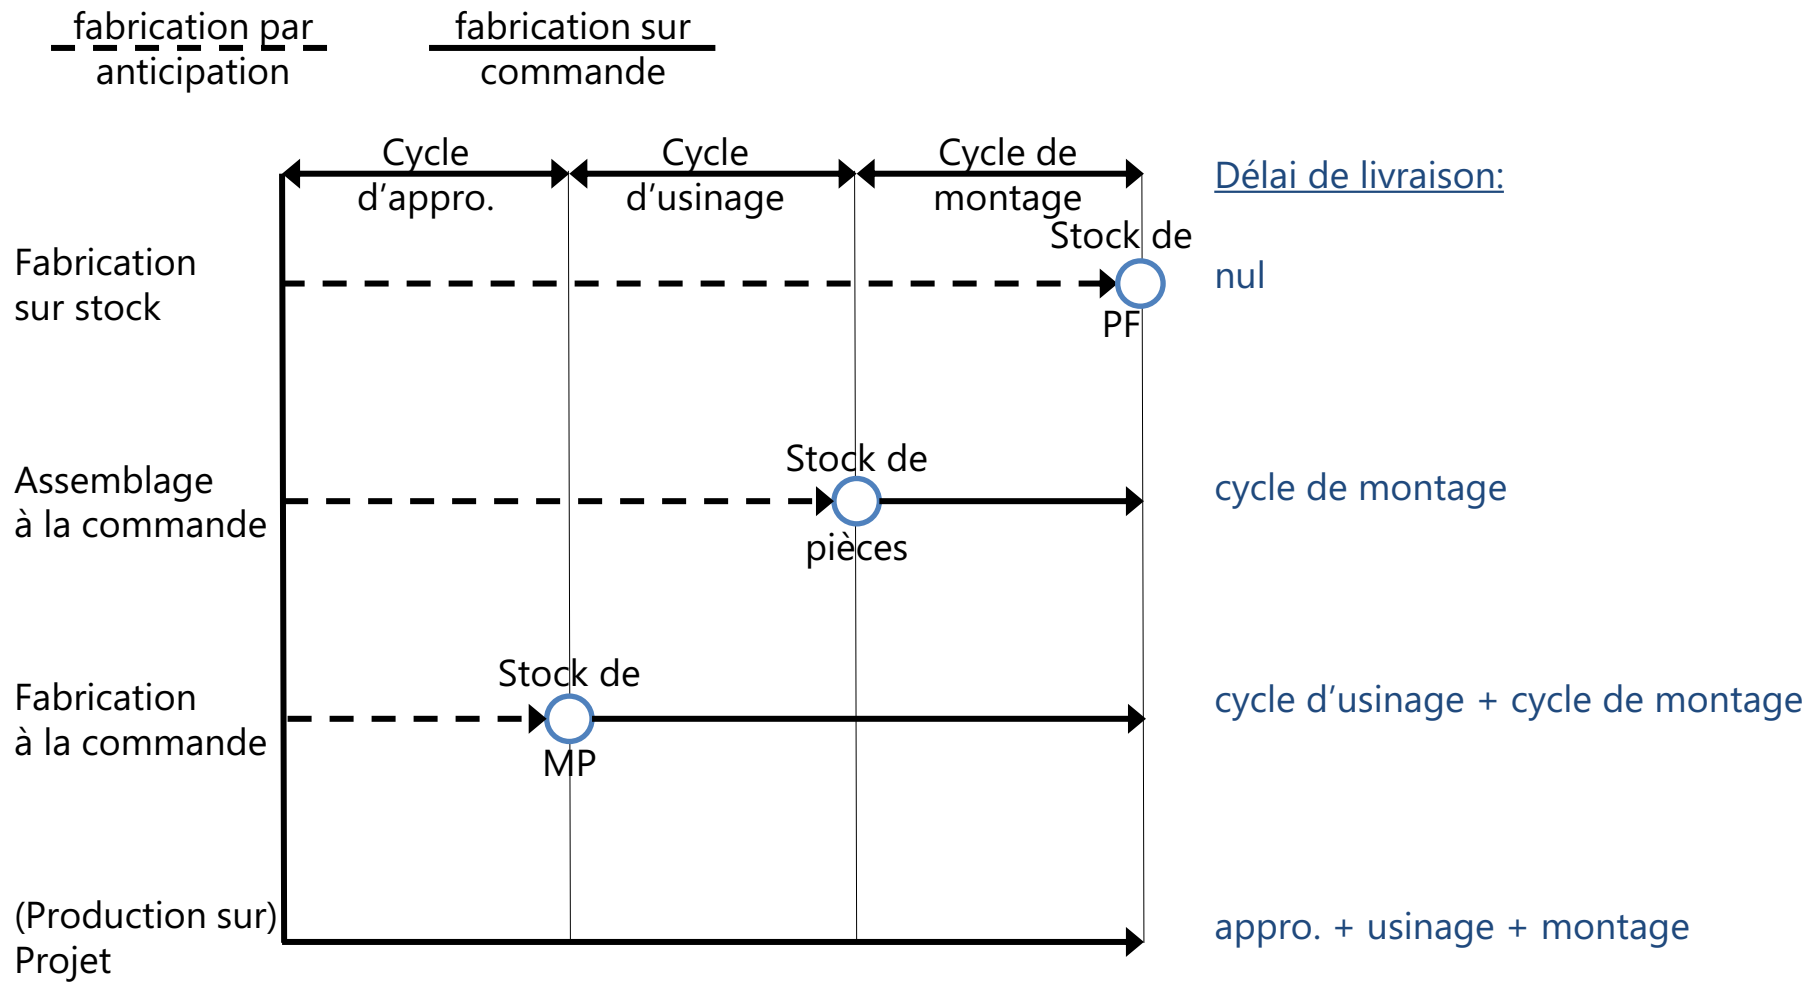 fabrication par
anticipation
fabrication sur
commande
Cycle
d’appro.
Cycle
d’usinage
Cycle de
montage
Délai de livraison:
Fabrication
sur stock
Stock de
PF
nul
Assemblage
à la commande
Stock de
pièces
cycle de montage
Fabrication
à la commande
Stock de
MP
cycle d’usinage + cycle de montage
(Production sur)
Projet
appro. + usinage + montage